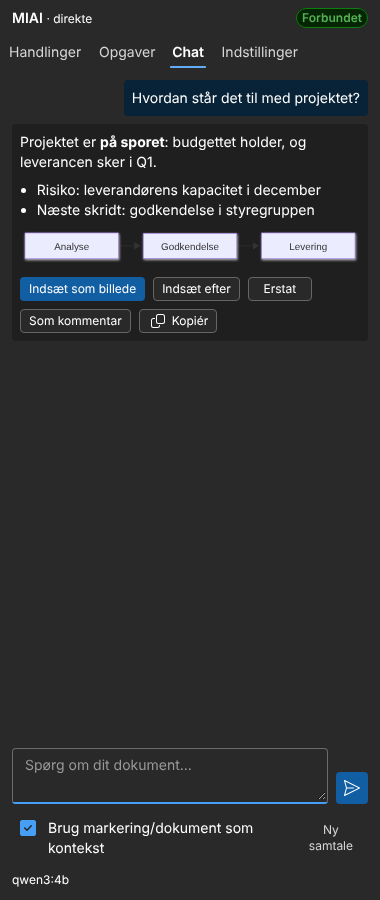 MIAI · direkte
Forbundet
Handlinger Opgaver Chat Indstillinger
Hvordan står det til med projektet?
Projektet er på sporet: budgettet holder, og
leverancen sker i Q1.
• Risiko: leverandørens kapacitet i december
• Næste skridt: godkendelse i styregruppen
Analyse Godkendelse Levering
Indsæt som billede Indsæt efter Erstat
Som kommentar Kopiér
Spørg om dit dokument...
Brug markering/dokument som
kontekst
Ny
samtale
qwen3:4b